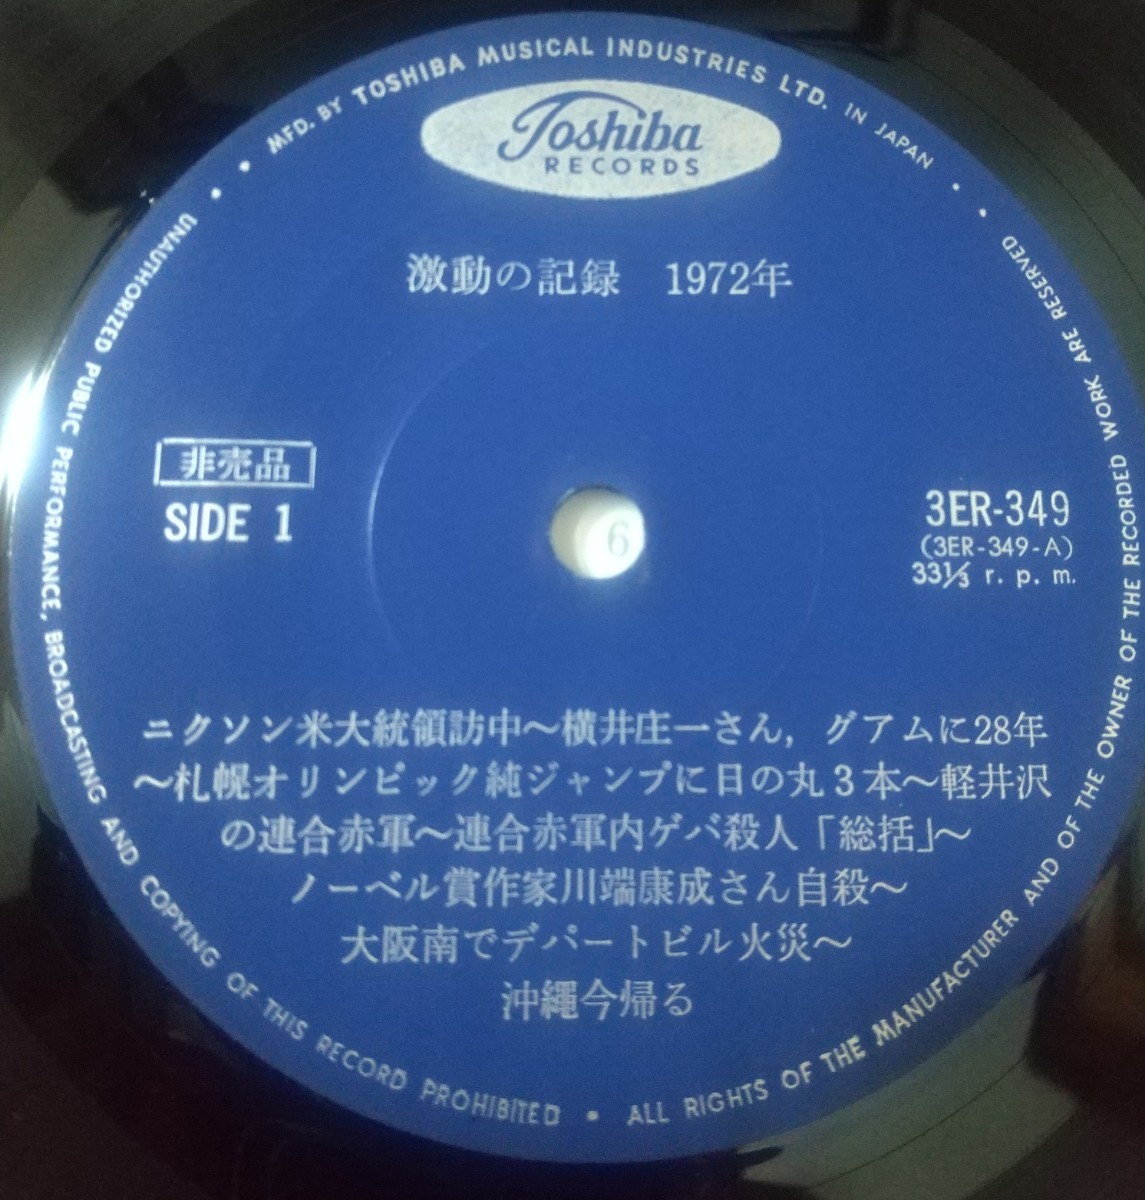 MFD. BY TOSHIBA MUSICAL INDUSTRIES LTD. IN JAPAN
Toshiba
RECORDS
激動の記録 1972年
非売品
SIDE 1
6
3ER-349
(3ER-349-A)
33⅓ r. p. m.
ニクソン米大統領訪中～横井庄一さん,グアムに28年
～札幌オリンピック純ジャンプに日の丸3本～軽井沢
の連合赤軍～連合赤軍内ゲバ殺人「総括」～
ノーベル賞作家川端康成さん自殺～
大阪南でデパートビル火災～
沖縄今帰る
UNAUTHORIZED PUBLIC PERFORMANCE, BROADCASTING AND COPYING OF THIS RECORD PROHIBITED • ALL RIGHTS OF THE MANUFACTURER AND OF THE OWNER OF THE RECORDED WORK ARE RESERVED